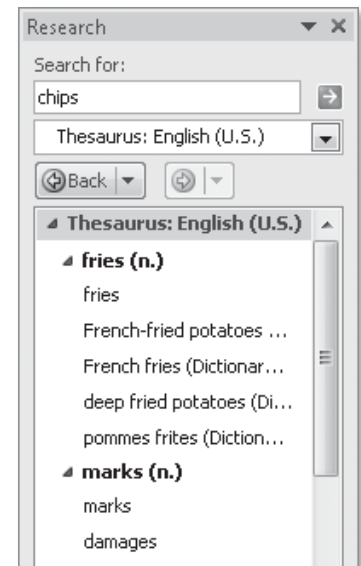 Research
Search for:
chips
Thesaurus: English (U.S.)
Back
Thesaurus: English (U.S.)
fries (n.)
fries
French-fried potatoes ...
French fries (Dictionar...
deep fried potatoes (Di...
pommes frites (Diction...
marks (n.)
marks
damages